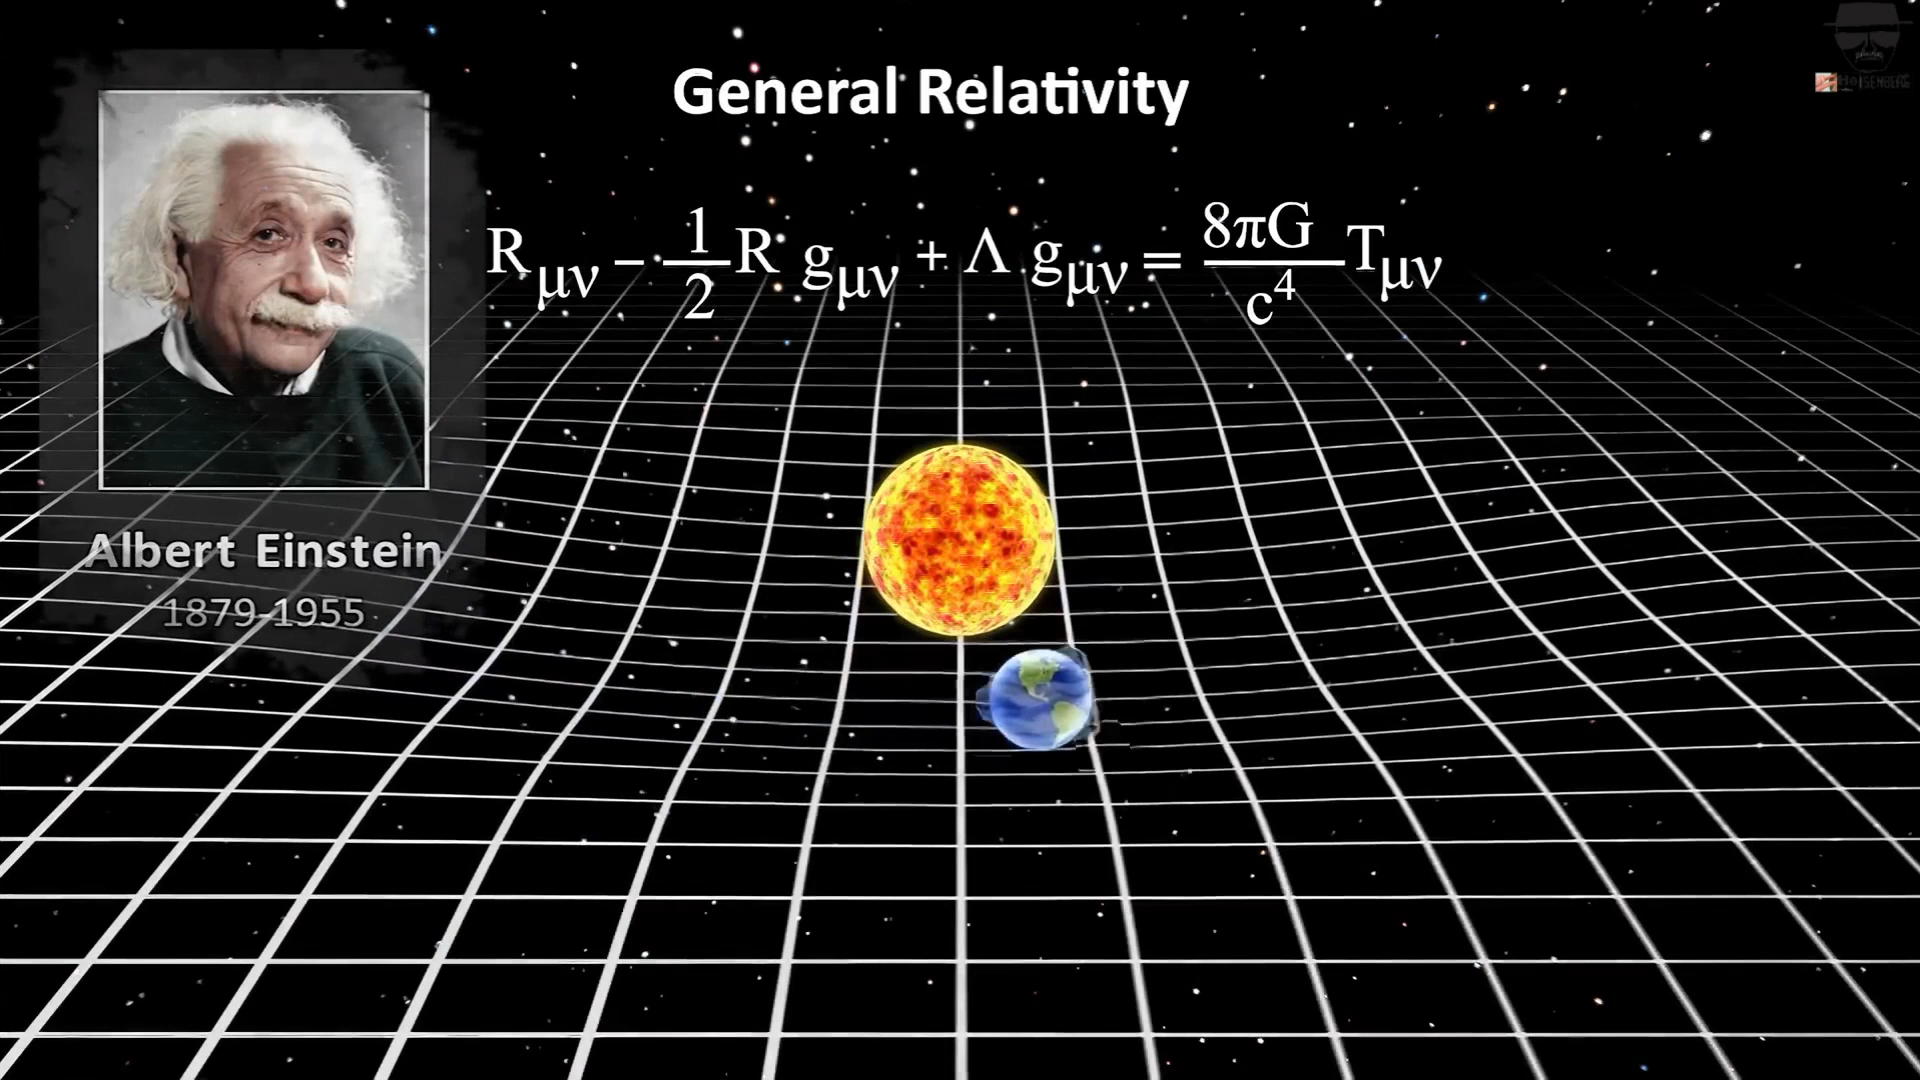 General Relativity
Rμν − 1/2 R gμν + Λ gμν = 8πG/c⁴ Tμν
Albert Einstein
1879-1955